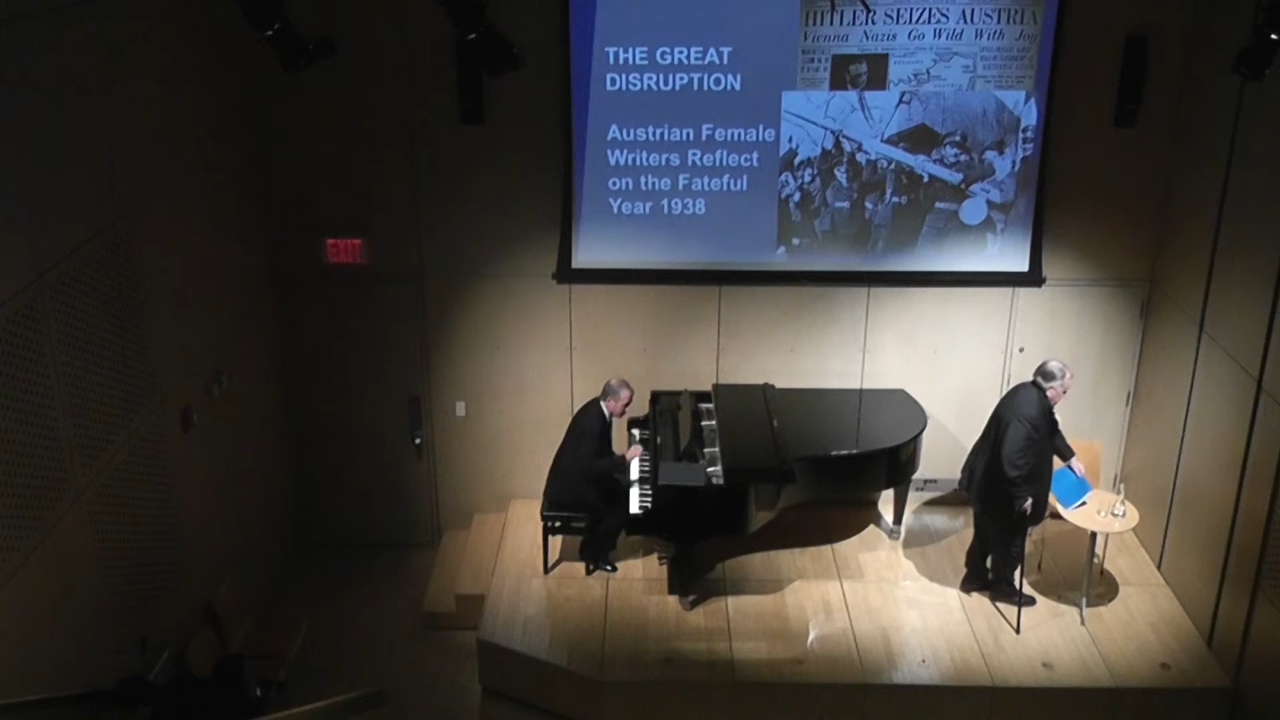 HITLER SEIZES AUSTRIA
Vienna Nazis Go Wild With Joy
THE GREAT
DISRUPTION
Austrian Female
Writers Reflect
on the Fateful
Year 1938
EXIT